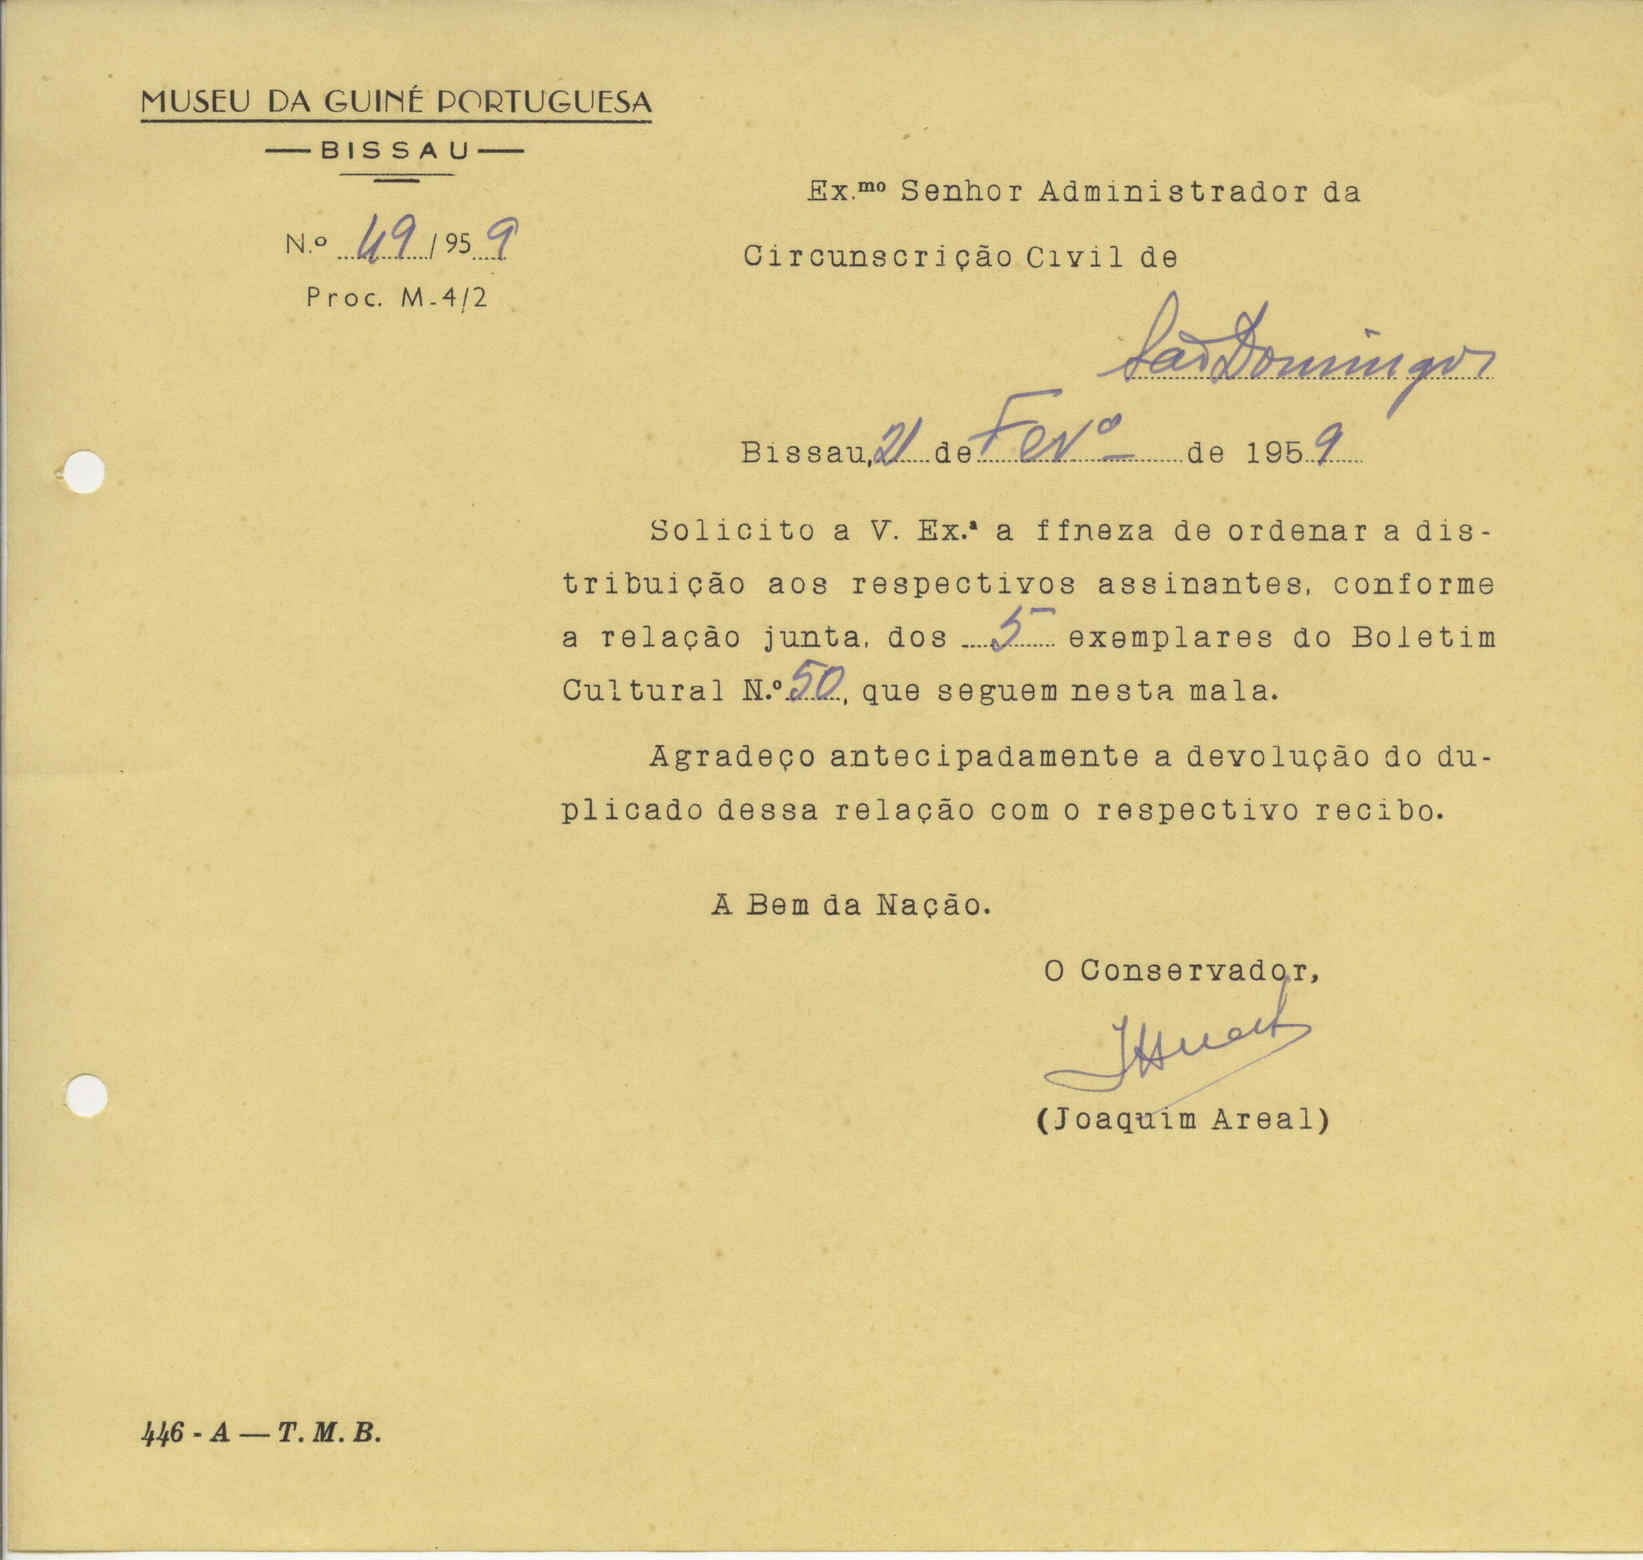 MUSEU DA GUINÉ PORTUGUESA
— BISSAU —
N.º 49 / 959
Proc. M-4/2
Ex.mo Senhor Administrador da
Circunscrição Civil de
São Domingos
Bissau, 21 de Fevº de 1959
Solicito a V. Ex.ª a ffneza de ordenar a dis-
tribuição aos respectivos assinantes, conforme
a relação junta, dos 5 exemplares do Boletim
Cultural N.º 50, que seguem nesta mala.
Agradeço antecipadamente a devolução do du-
plicado dessa relação com o respectivo recibo.
A Bem da Nação.
O Conservador,
(Joaquim Areal)
446 - A — T. M. B.